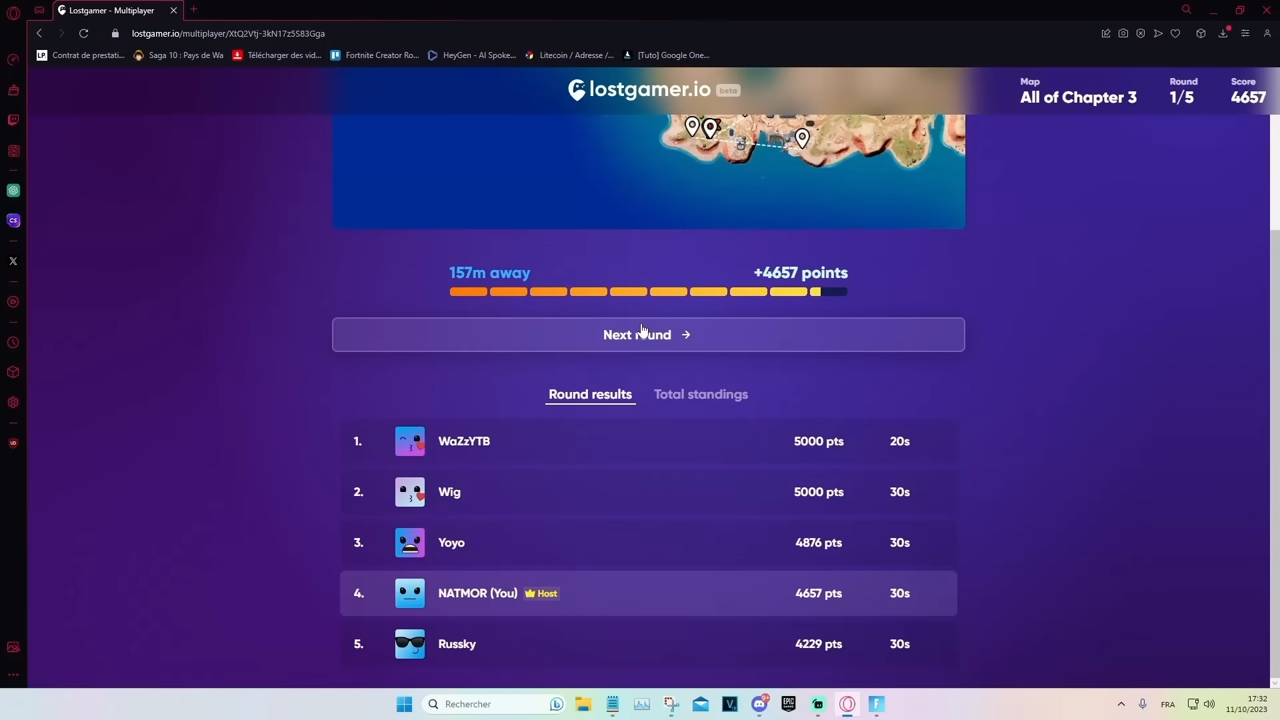 Lostgamer - Multiplayer
lostgamer.io/multiplayer/XtQ2Vtj-3kN17z5S83Gga
LP Contrat de prestati... Saga 10 : Pays de Wa Télécharger des vid... Fortnite Creator Ro... HeyGen - AI Spoke... Litecoin / Adresse /... [Tuto] Google One...
lostgamer.io beta
Map Round Score
All of Chapter 3 1/5 4657
157m away +4657 points
Next round →
Round results Total standings
1. WaZzYTB 5000 pts 20s
2. Wig 5000 pts 30s
3. Yoyo 4876 pts 30s
4. NATMOR (You) Host 4657 pts 30s
5. Russky 4229 pts 30s
Rechercher
FRA
17:32
11/10/2023